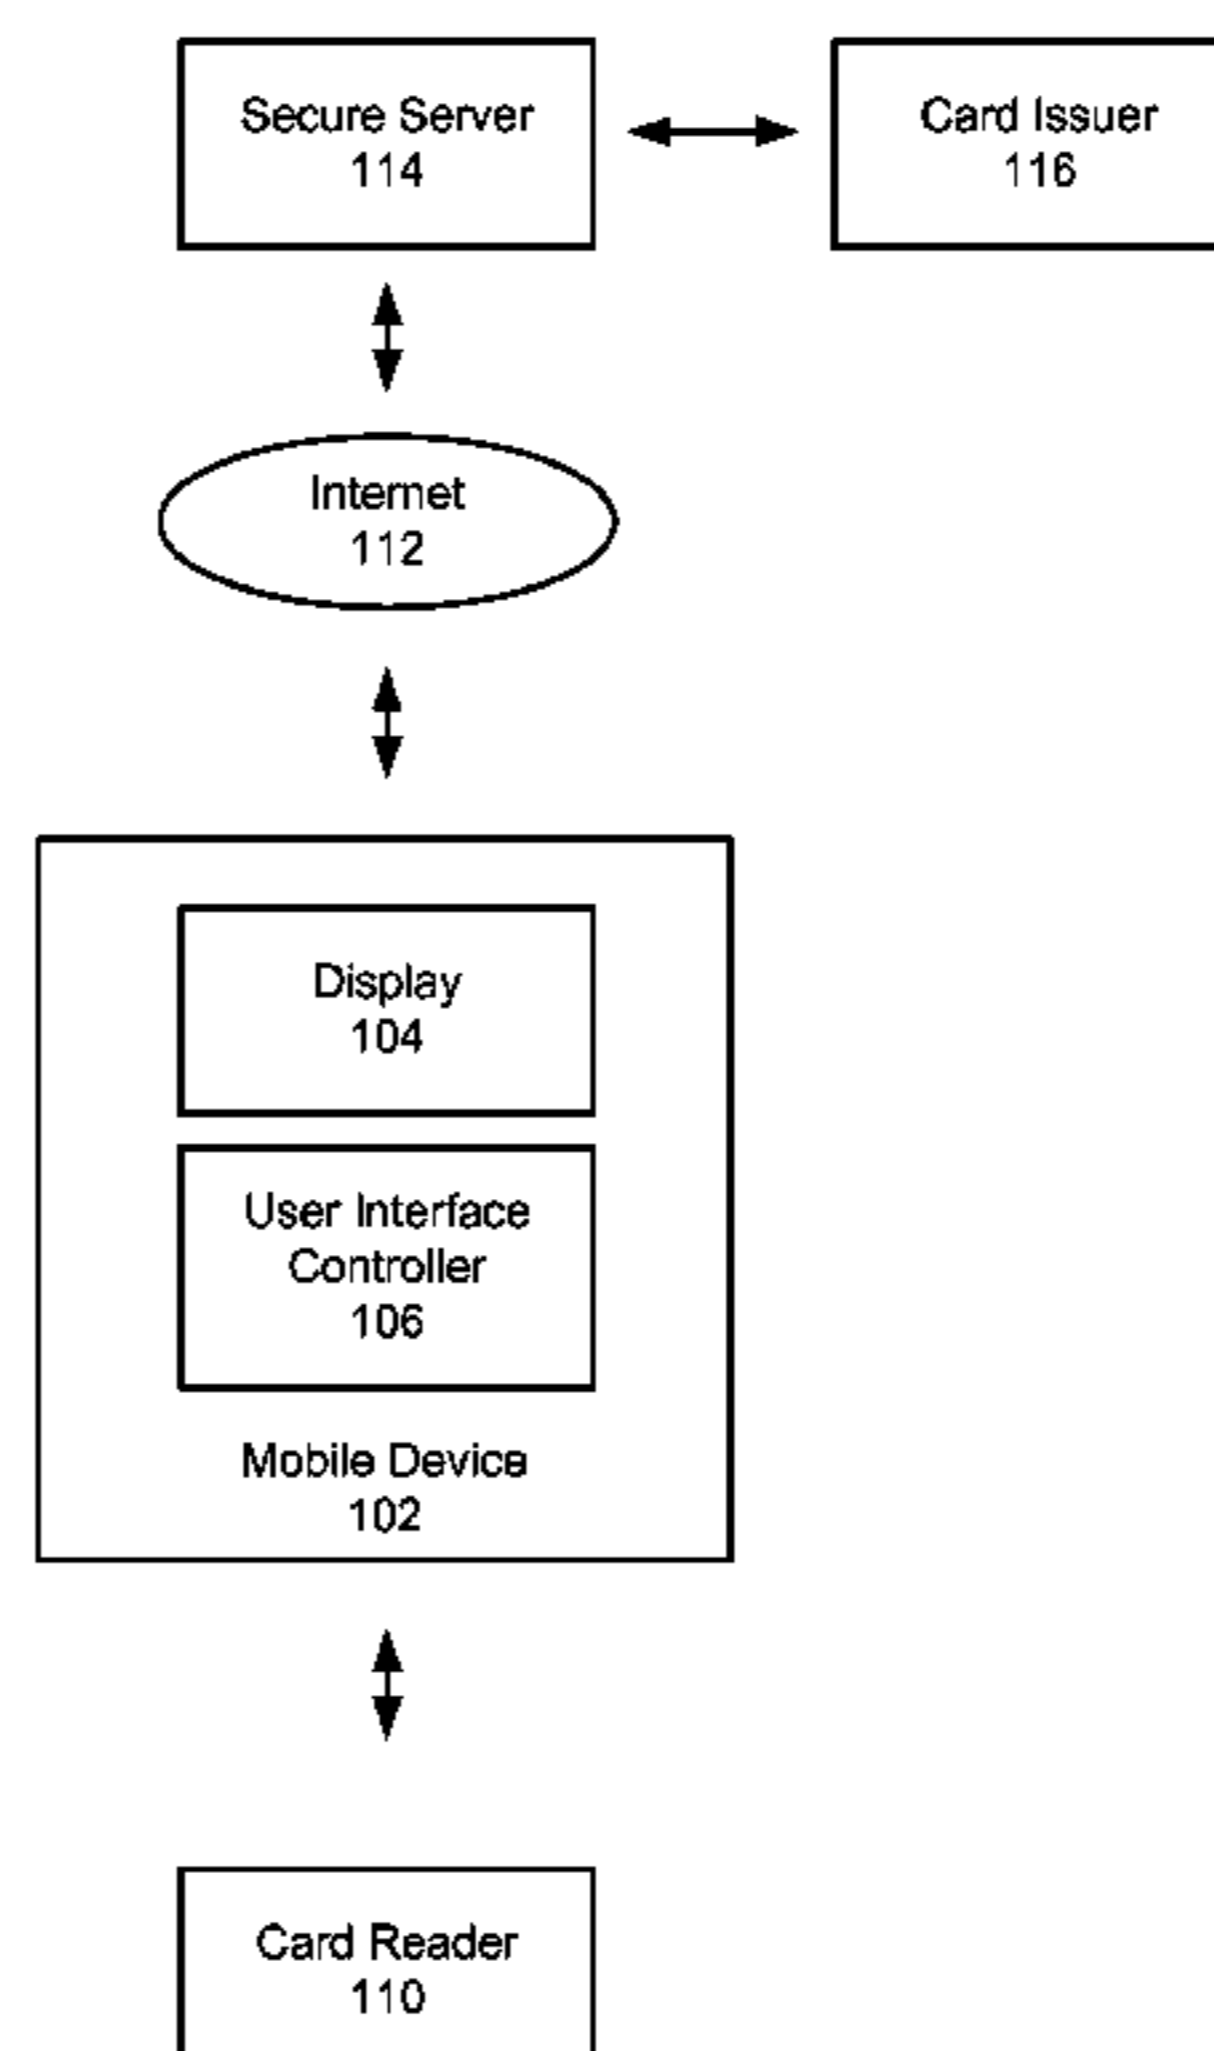 Secure Server
114
Card Issuer
116
Internet
112
Display
104
User Interface
Controller
106
Mobile Device
102
Card Reader
110